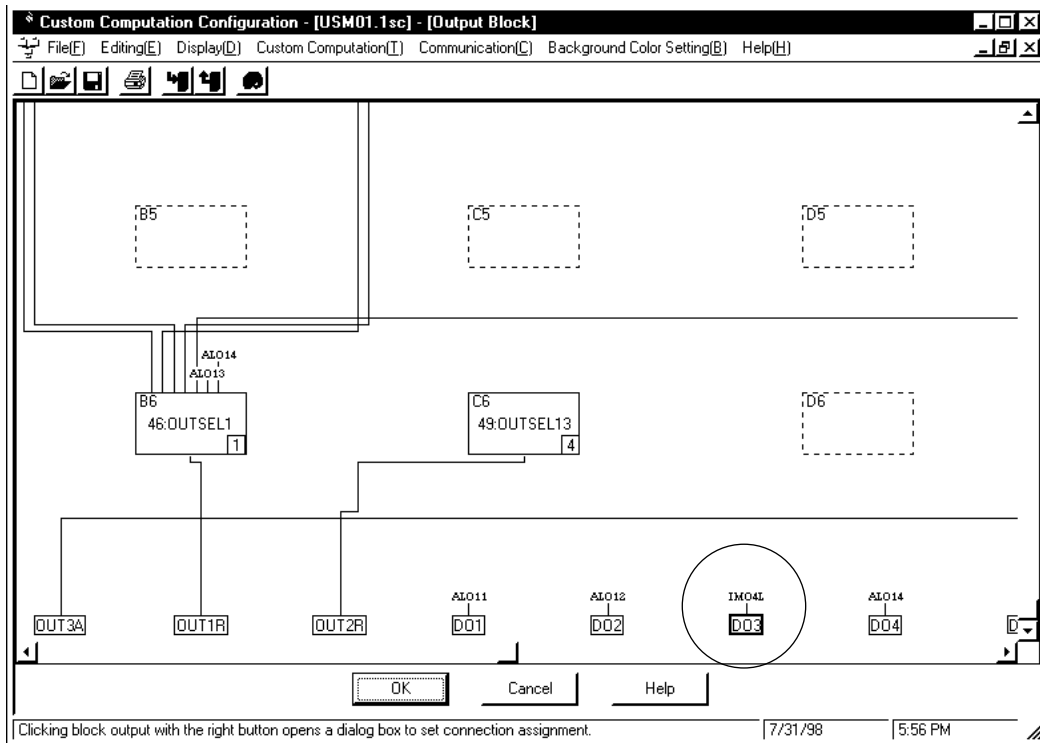 Custom Computation Configuration - [USM01.1sc] - [Output Block]
File(F) Editing(E) Display(D) Custom Computation(T) Communication(C) Background Color Setting(B) Help(H)
B5 C5 D5
ALO14
ALO13
B6 C6 D6
46:OUTSEL1 49:OUTSEL13
1 4
ALO11 ALO12 IMO4L ALO14
OUT3A OUT1R OUT2R DO1 DO2 DO3 DO4 D
OK Cancel Help
Clicking block output with the right button opens a dialog box to set connection assignment. 7/31/98 5:56 PM